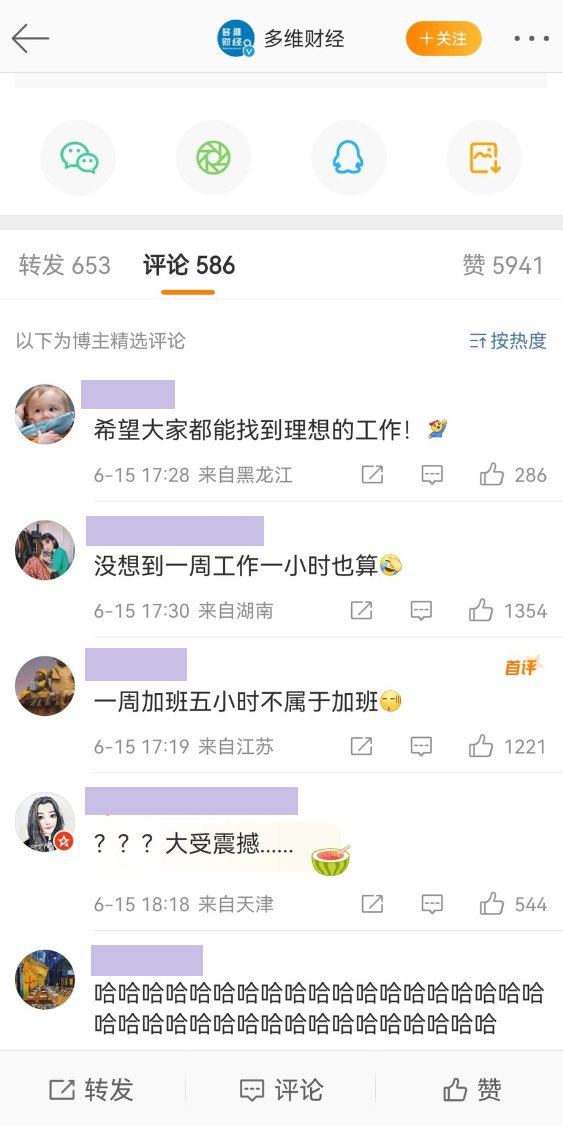 多维财经
多维财经
+关注
转发 653
评论 586
赞 5941
以下为博主精选评论
按热度
希望大家都能找到理想的工作！
6-15 17:28 来自黑龙江
286
没想到一周工作一小时也算
6-15 17:30 来自湖南
1354
首评
一周加班五小时不属于加班
6-15 17:19 来自江苏
1221
？？？大受震撼......
6-15 18:18 来自天津
544
哈哈哈哈哈哈哈哈哈哈哈哈哈哈哈哈哈哈哈
哈哈哈哈哈哈哈哈哈哈哈哈哈哈哈哈哈
转发
评论
赞